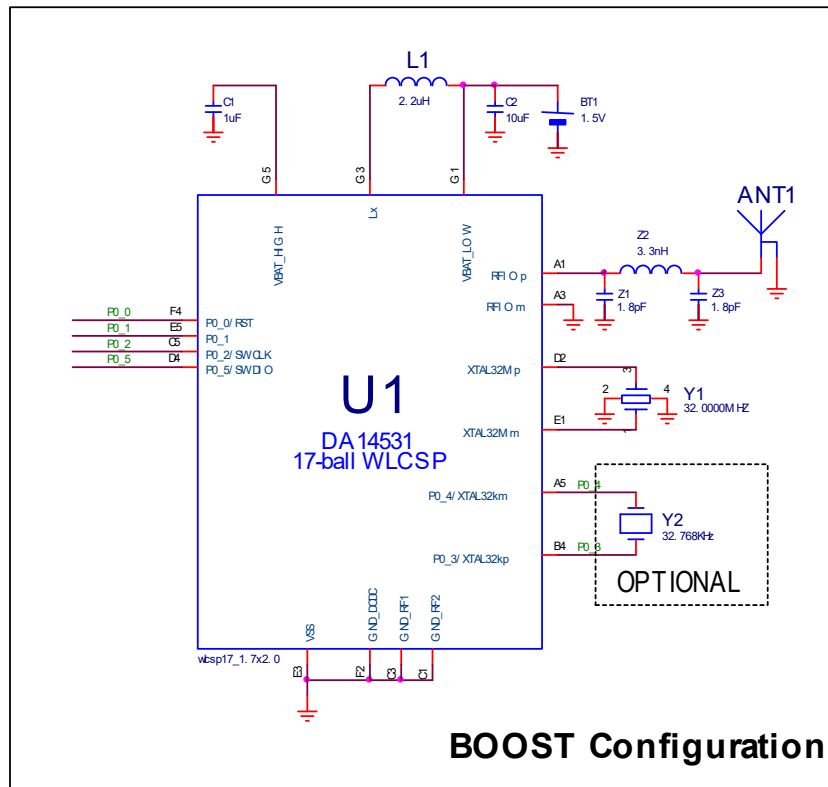 L1
2.2uH
C1
1uF
C2
10uF
BT1
1.5V
G5
G3
G1
VBAT_HIGH
Lx
VBAT_LOW
ANT1
Z2
3.3nH
A1
RFIOp
Z1
1.8pF
Z3
1.8pF
A3
RFIOm
P0_0 F4
P0_0/RST
P0_1 E5
P0_1
P0_2 C5
P0_2/SWCLK
P0_5 D4
P0_5/SWDIO
D2
XTAL32Mp
3
2
4
Y1
32.0000MHZ
1
E1
XTAL32Mm
U1
DA14531
17-ball WLCSP
A5 P0_4
P0_4/XTAL32km
Y2
32.768KHz
B4 P0_3
P0_3/XTAL32kp
OPTIONAL
VSS
GND_DCDC
GND_RF1
GND_RF2
wlcsp17_1.7x2.0
E3
F2
C3
C1
BOOST Configuration